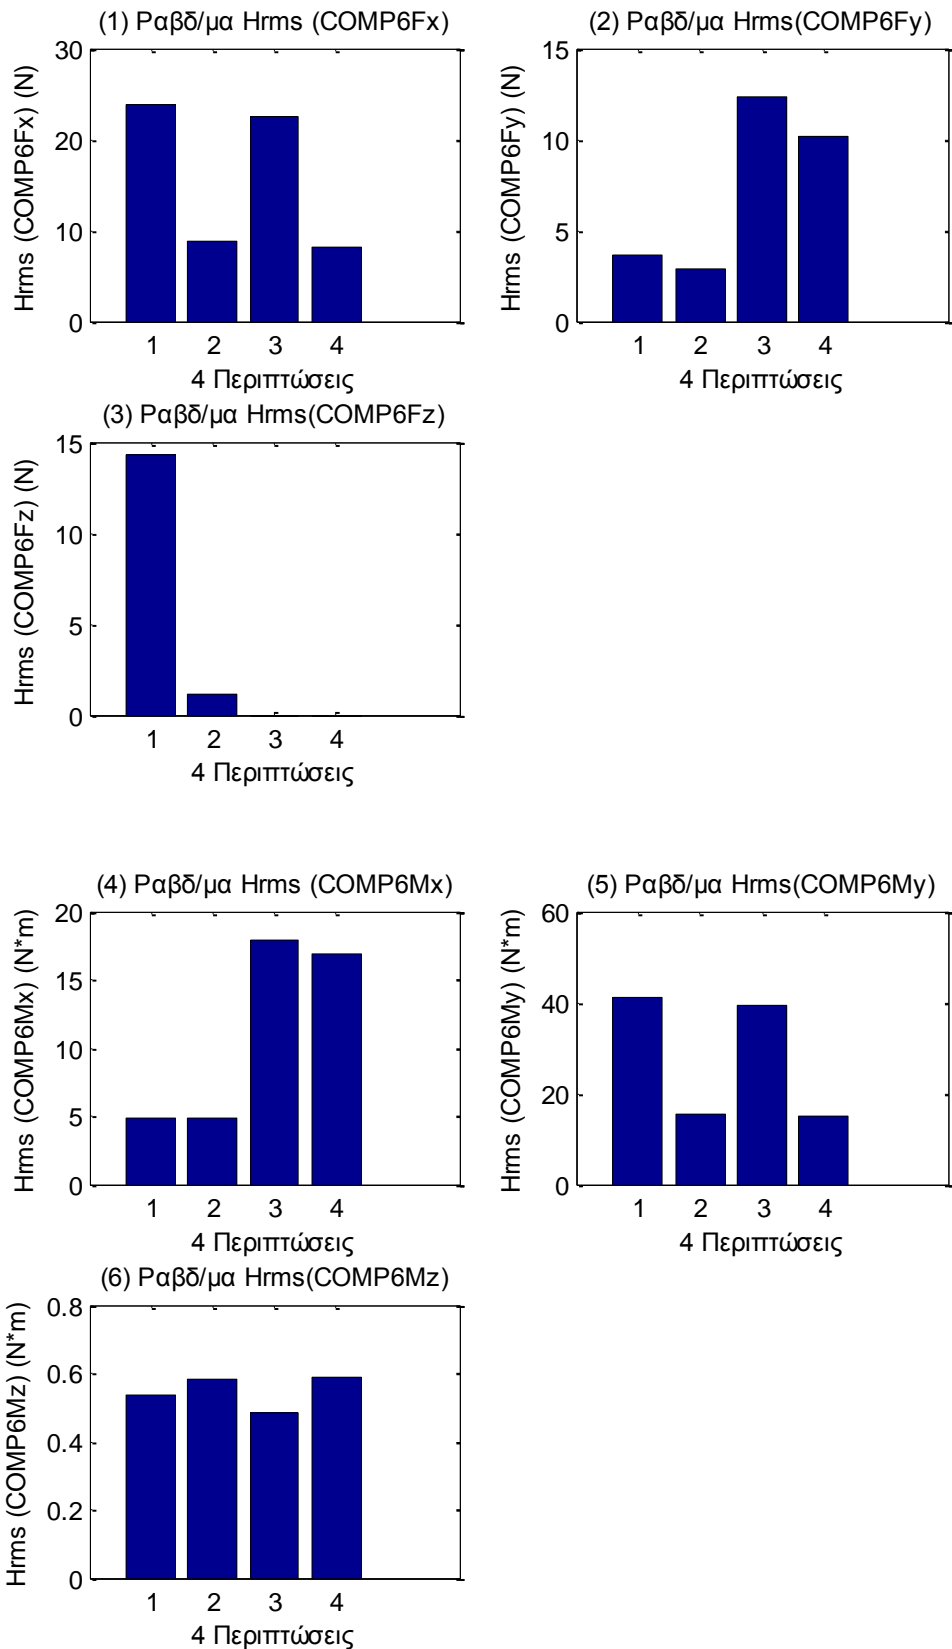 (1) Ραβδ/μα Hrms (COMP6Fx)
Hrms (COMP6Fx) (N)
30
20
10
0
1 2 3 4
4 Περιπτώσεις
(2) Ραβδ/μα Hrms(COMP6Fy)
Hrms (COMP6Fy) (N)
15
10
5
0
1 2 3 4
4 Περιπτώσεις
(3) Ραβδ/μα Hrms(COMP6Fz)
Hrms (COMP6Fz) (N)
15
10
5
0
1 2 3 4
4 Περιπτώσεις
(4) Ραβδ/μα Hrms (COMP6Mx)
Hrms (COMP6Mx) (N*m)
20
15
10
5
0
1 2 3 4
4 Περιπτώσεις
(5) Ραβδ/μα Hrms(COMP6My)
Hrms (COMP6My) (N*m)
60
40
20
0
1 2 3 4
4 Περιπτώσεις
(6) Ραβδ/μα Hrms(COMP6Mz)
Hrms (COMP6Mz) (N*m)
0.8
0.6
0.4
0.2
0
1 2 3 4
4 Περιπτώσεις